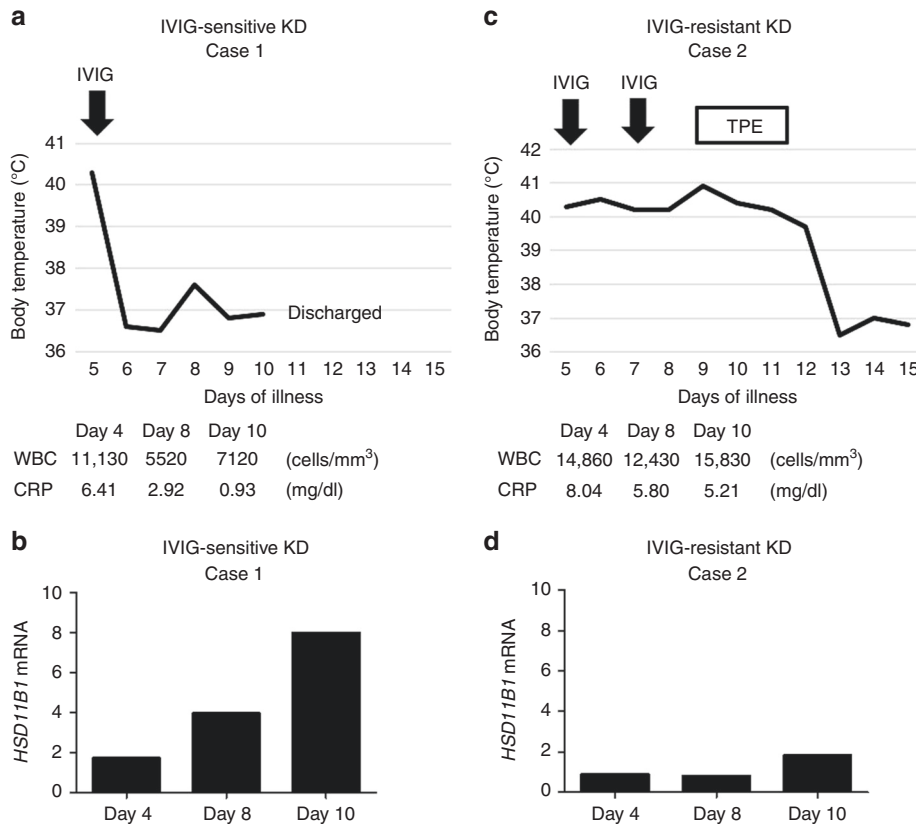 a
IVIG-sensitive KD
Case 1
IVIG
41
40
39
38
37
36
Body temperature (°C)
Discharged
5 6 7 8 9 10 11 12 13 14 15
Days of illness
Day 4 Day 8 Day 10
WBC 11,130 5520 7120 (cells/mm³)
CRP 6.41 2.92 0.93 (mg/dl)
c
IVIG-resistant KD
Case 2
IVIG IVIG
TPE
42
41
40
39
38
37
36
Body temperature (°C)
5 6 7 8 9 10 11 12 13 14 15
Days of illness
Day 4 Day 8 Day 10
WBC 14,860 12,430 15,830 (cells/mm³)
CRP 8.04 5.80 5.21 (mg/dl)
b
IVIG-sensitive KD
Case 1
10
8
6
4
2
0
HSD11B1 mRNA
Day 4 Day 8 Day 10
d
IVIG-resistant KD
Case 2
10
8
6
4
2
0
HSD11B1 mRNA
Day 4 Day 8 Day 10